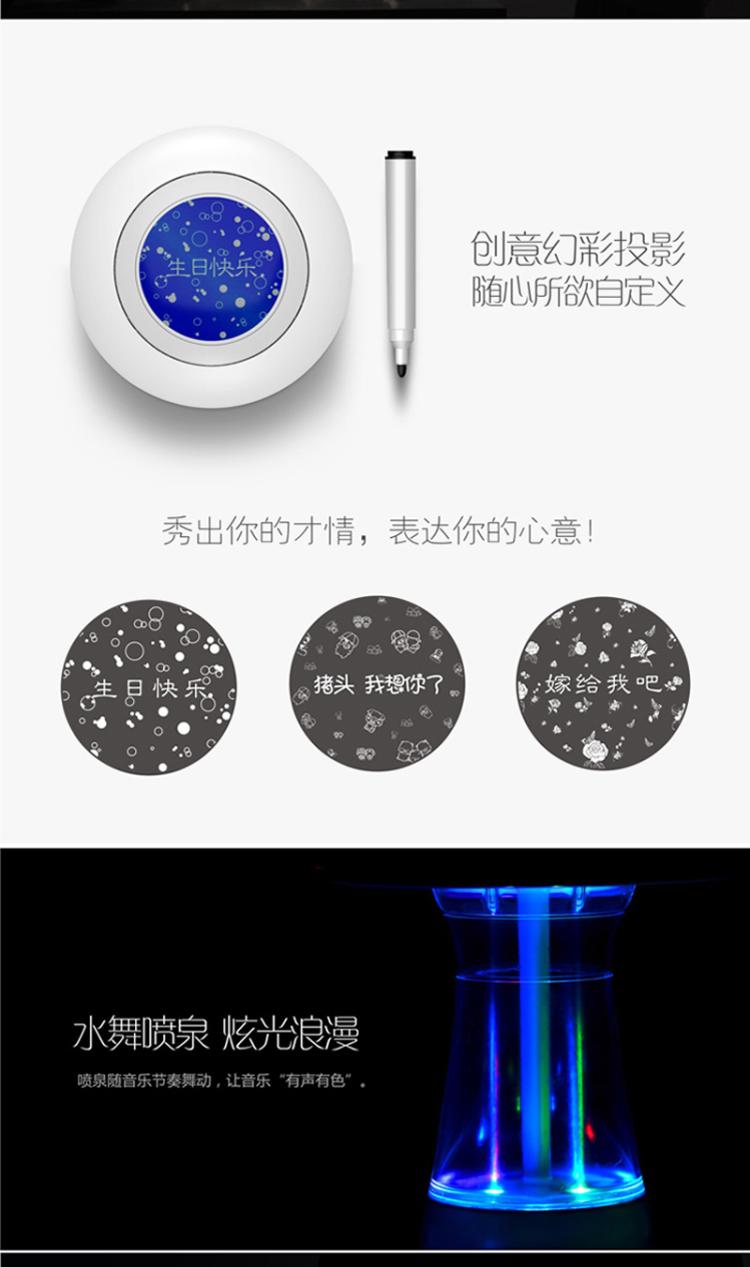 生日快乐
创意幻彩投影
随心所欲自定义
秀出你的才情，表达你的心意！
生日快乐
猪头 我想你了
嫁给我吧
水舞喷泉 炫光浪漫
喷泉随音乐节奏舞动，让音乐“有声有色”。